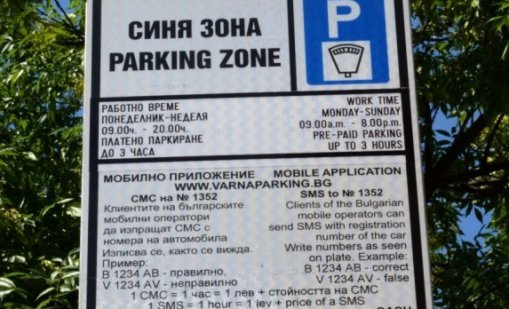 СИНЯ ЗОНА
PARKING ZONE
P
РАБОТНО ВРЕМЕ
ПОНЕДЕЛНИК-НЕДЕЛЯ
09.00ч. - 20.00ч.
ПЛАТЕНО ПАРКИРАНЕ
ДО 3 ЧАСА
WORK TIME
MONDAY-SUNDAY
09.00a.m. - 8.00p.m.
PRE-PAID PARKING
UP TO 3 HOURS
МОБИЛНО ПРИЛОЖЕНИЕ MOBILE APPLICATION
WWW.VARNAPARKING.BG
СМС на № 1352
Клиентите на българските
мобилни оператори
да изпращат СМС с
номера на автомобила
Изписва се, както се вижда.
Пример:
В 1234 АВ - правилно,
V 1234 AV - неправилно
SMS to № 1352
Clients of the Bulgarian
mobile operators can
send SMS with registration
number of the car
Write numbers as seen
on plate. Example:
B 1234 AB - correct
V 1234 AV - false
1 СМС = 1 час = 1 лев + стойността на СМС
1 SMS = 1 hour = 1 lev + price of a SMS
CASH